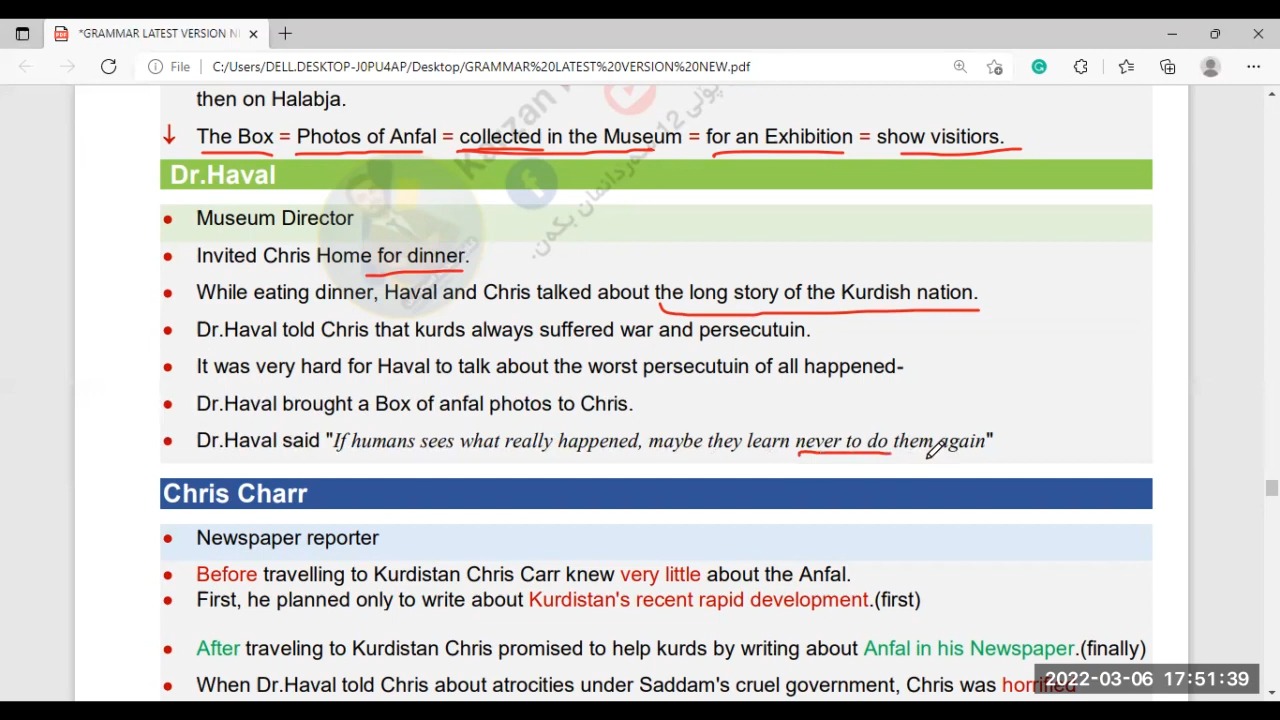 *GRAMMAR LATEST VERSION N
File
C:/Users/DELL.DESKTOP-J0PU4AP/Desktop/GRAMMAR%20LATEST%20VERSION%20NEW.pdf
then on Halabja.
↓ The Box = Photos of Anfal = collected in the Museum = for an Exhibition = show visitiors.
Dr.Haval
• Museum Director
• Invited Chris Home for dinner.
• While eating dinner, Haval and Chris talked about the long story of the Kurdish nation.
• Dr.Haval told Chris that kurds always suffered war and persecutuin.
• It was very hard for Haval to talk about the worst persecutuin of all happened-
• Dr.Haval brought a Box of anfal photos to Chris.
• Dr.Haval said "If humans sees what really happened, maybe they learn never to do them again"
Chris Charr
• Newspaper reporter
• Before travelling to Kurdistan Chris Carr knew very little about the Anfal.
• First, he planned only to write about Kurdistan's recent rapid development.(first)
• After traveling to Kurdistan Chris promised to help kurds by writing about Anfal in his Newspaper.(finally)
• When Dr.Haval told Chris about atrocities under Saddam's cruel government, Chris was horrified
2022-03-06 17:51:39